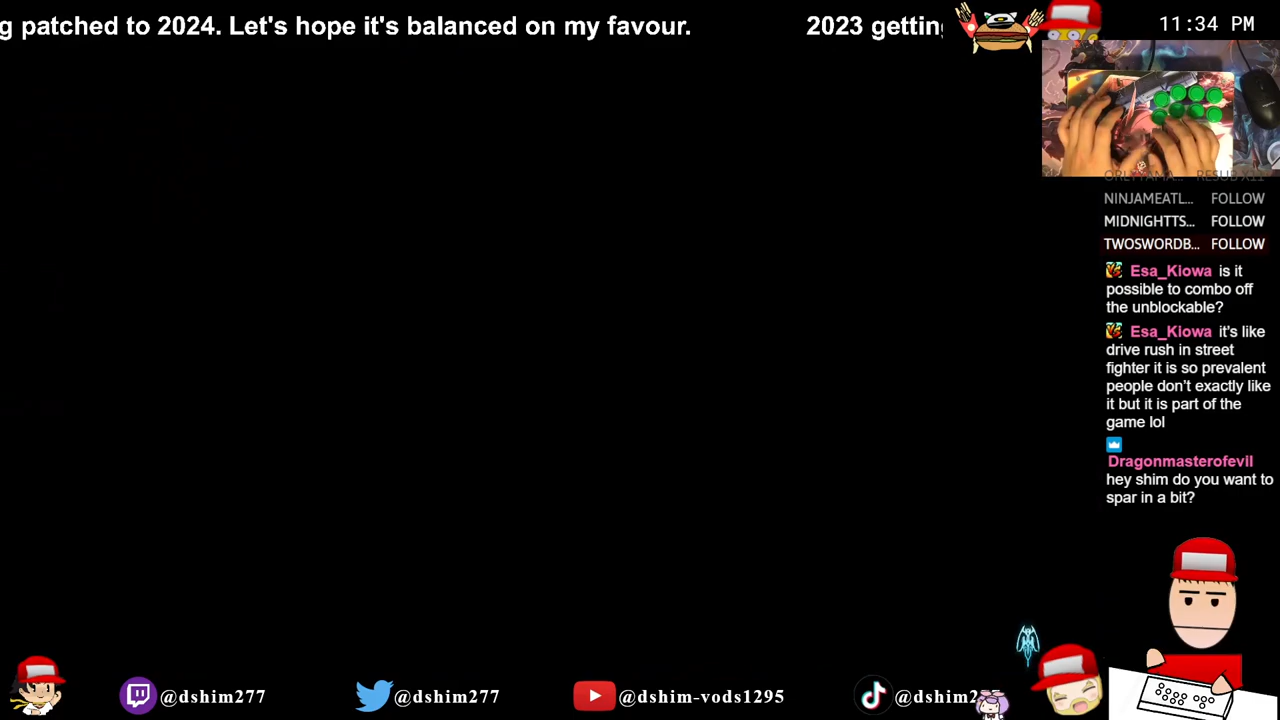 g patched to 2024. Let's hope it's balanced on my favour. 2023 getting
11:34 PM
RESUB X11
NINJAMEATL... FOLLOW
MIDNIGHTTS... FOLLOW
TWOSWORDB... FOLLOW
Esa_Kiowa is it
possible to combo off
the unblockable?
Esa_Kiowa it's like
drive rush in street
fighter it is so prevalent
people don't exactly like
it but it is part of the
game lol
Dragonmasterofevil
hey shim do you want to
spar in a bit?
@dshim277 @dshim277 @dshim-vods1295 @dshim2